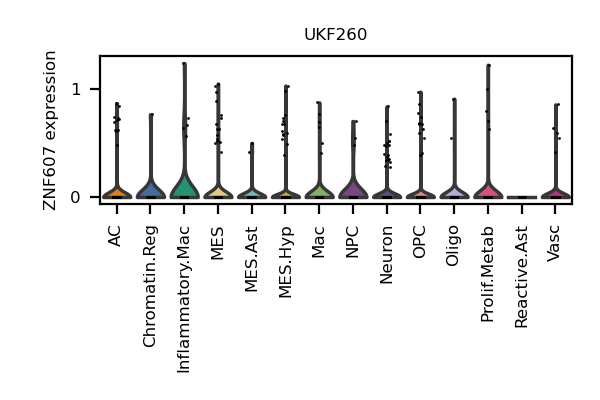 UKF260
ZNF607 expression
1
0
AC
Chromatin.Reg
Inflammatory.Mac
MES
MES.Ast
MES.Hyp
Mac
NPC
Neuron
OPC
Oligo
Prolif.Metab
Reactive.Ast
Vasc